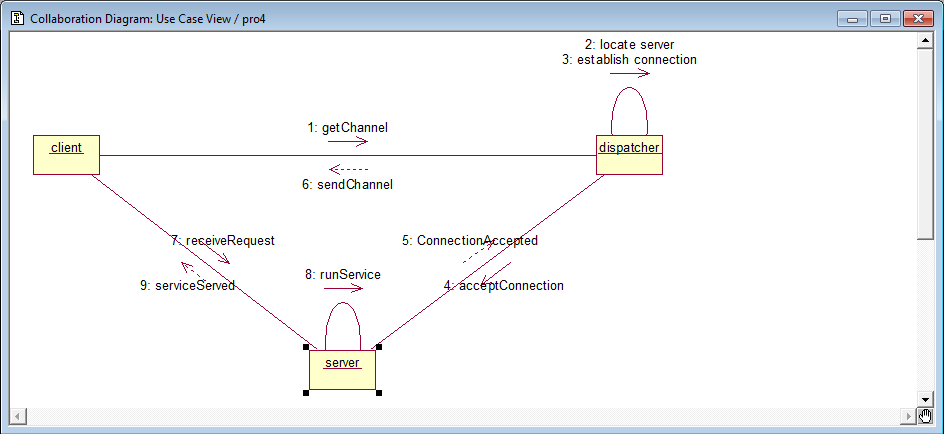 Collaboration Diagram: Use Case View / pro4
2: locate server
3: establish connection
1: getChannel
client
dispatcher
6: sendChannel
7: receiveRequest
5: ConnectionAccepted
8: runService
9: serviceServed
4: acceptConnection
server